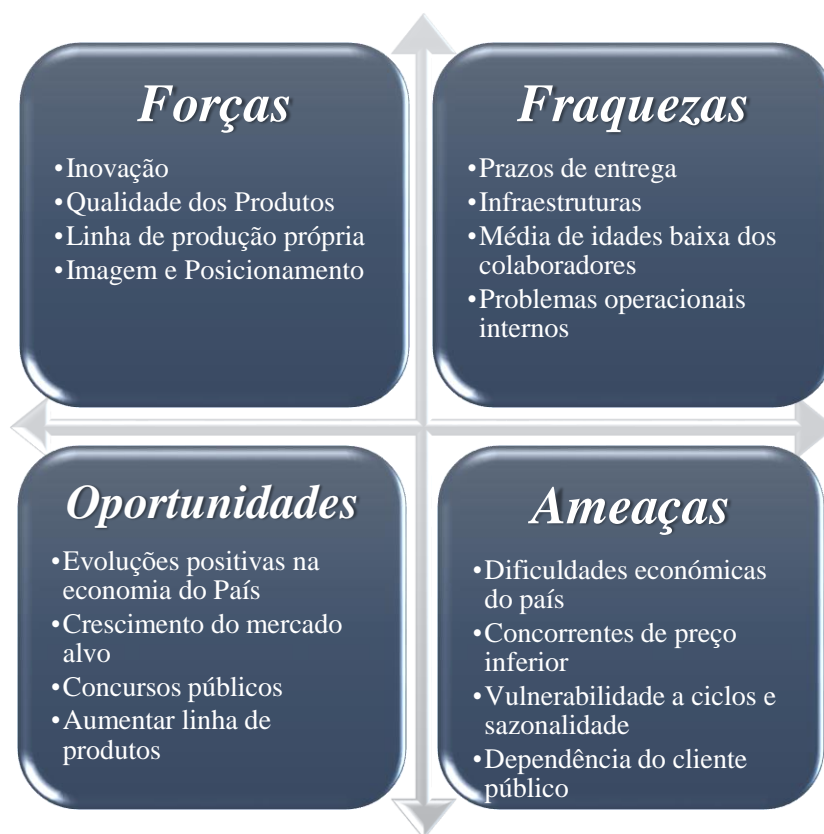 Forças
•Inovação
•Qualidade dos Produtos
•Linha de produção própria
•Imagem e Posicionamento
Fraquezas
•Prazos de entrega
•Infraestruturas
•Média de idades baixa dos
colaboradores
•Problemas operacionais
internos
Oportunidades
•Evoluções positivas na
economia do País
•Crescimento do mercado
alvo
•Concursos públicos
•Aumentar linha de
produtos
Ameaças
•Dificuldades económicas
do país
•Concorrentes de preço
inferior
•Vulnerabilidade a ciclos e
sazonalidade
•Dependência do cliente
público